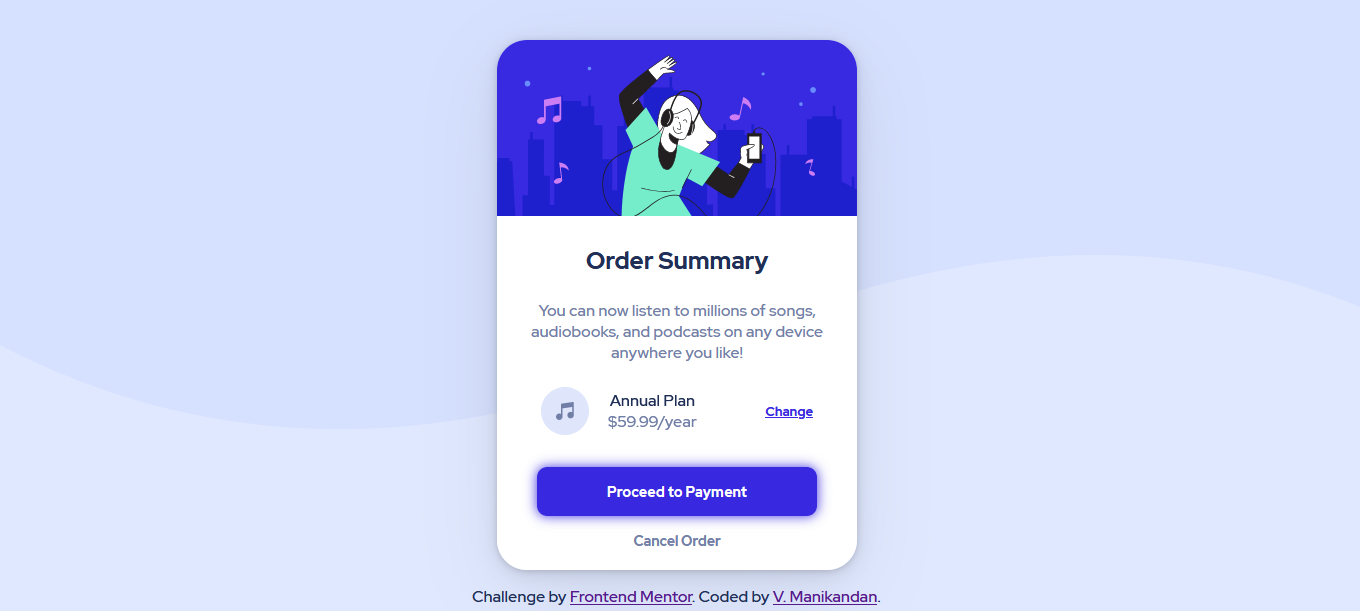 Order Summary
You can now listen to millions of songs,
audiobooks, and podcasts on any device
anywhere you like!
Annual Plan
$59.99/year
Change
Proceed to Payment
Cancel Order
Challenge by Frontend Mentor. Coded by V. Manikandan.